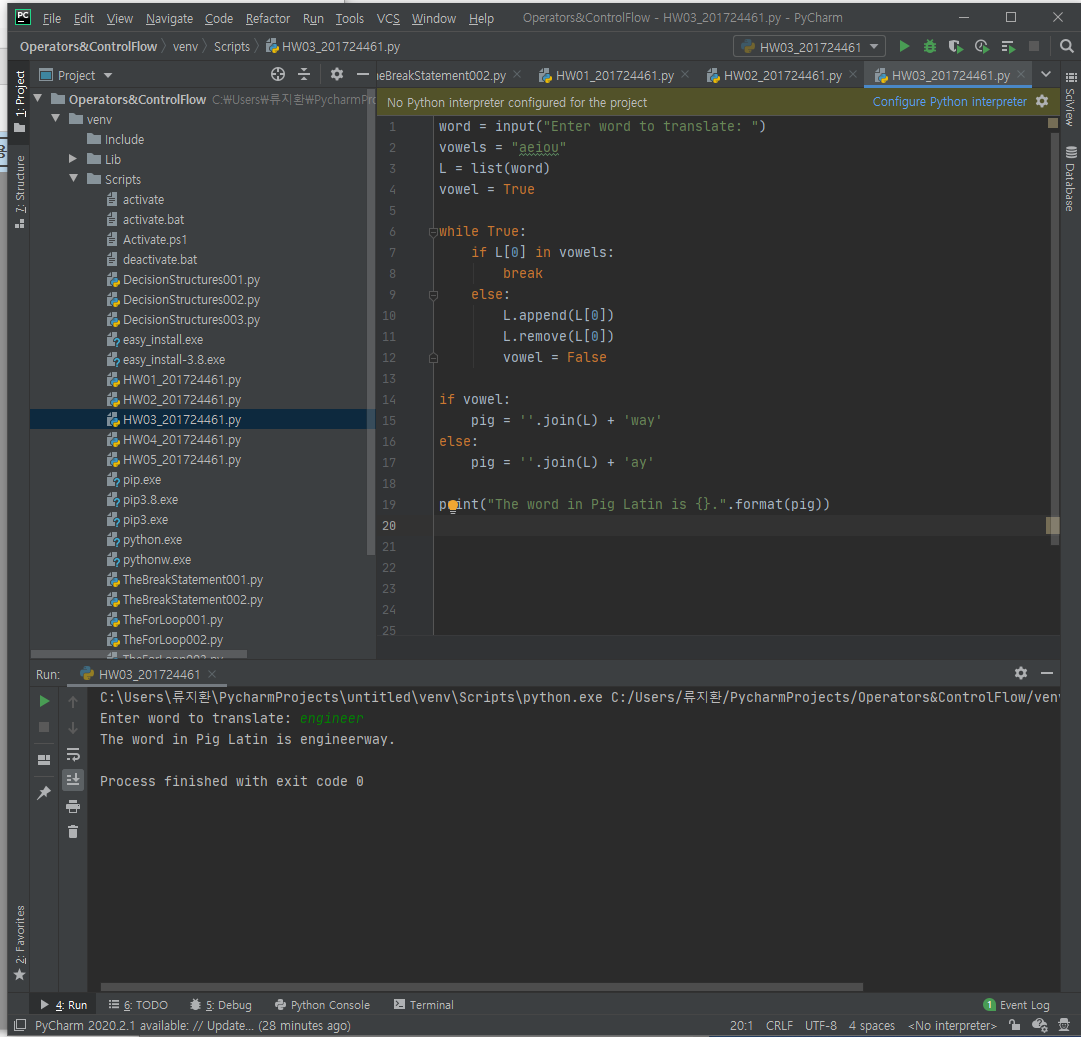 PC File Edit View Navigate Code Refactor Run Tools VCS Window Help Operators&ControlFlow - HW03_201724461.py - PyCharm
Operators&ControlFlow venv Scripts HW03_201724461.py HW03_201724461
1: Project
7: Structure
2: Favorites
Project
Operators&ControlFlow C:₩Users₩류지환₩PycharmPr
venv
Include
Lib
Scripts
activate
activate.bat
Activate.ps1
deactivate.bat
DecisionStructures001.py
DecisionStructures002.py
DecisionStructures003.py
easy_install.exe
easy_install-3.8.exe
HW01_201724461.py
HW02_201724461.py
HW03_201724461.py
HW04_201724461.py
HW05_201724461.py
pip.exe
pip3.8.exe
pip3.exe
python.exe
pythonw.exe
TheBreakStatement001.py
TheBreakStatement002.py
TheForLoop001.py
TheForLoop002.py
eBreakStatement002.py HW01_201724461.py HW02_201724461.py HW03_201724461.py
No Python interpreter configured for the project Configure Python interpreter
1 word = input("Enter word to translate: ")
2 vowels = "aeiou"
3 L = list(word)
4 vowel = True
5
6 while True:
7 if L[0] in vowels:
8 break
9 else:
10 L.append(L[0])
11 L.remove(L[0])
12 vowel = False
13
14 if vowel:
15 pig = ''.join(L) + 'way'
16 else:
17 pig = ''.join(L) + 'ay'
18
19 print("The word in Pig Latin is {}.".format(pig))
20
21
22
23
24
25
SciView
Database
Run: HW03_201724461
C:\Users\류지환\PycharmProjects\untitled\venv\Scripts\python.exe C:/Users/류지환/PycharmProjects/Operators&ControlFlow/ven
Enter word to translate: engineer
The word in Pig Latin is engineerway.
Process finished with exit code 0
4: Run 6: TODO 5: Debug Python Console Terminal 1 Event Log
PyCharm 2020.2.1 available: // Update... (28 minutes ago) 20:1 CRLF UTF-8 4 spaces <No interpreter>